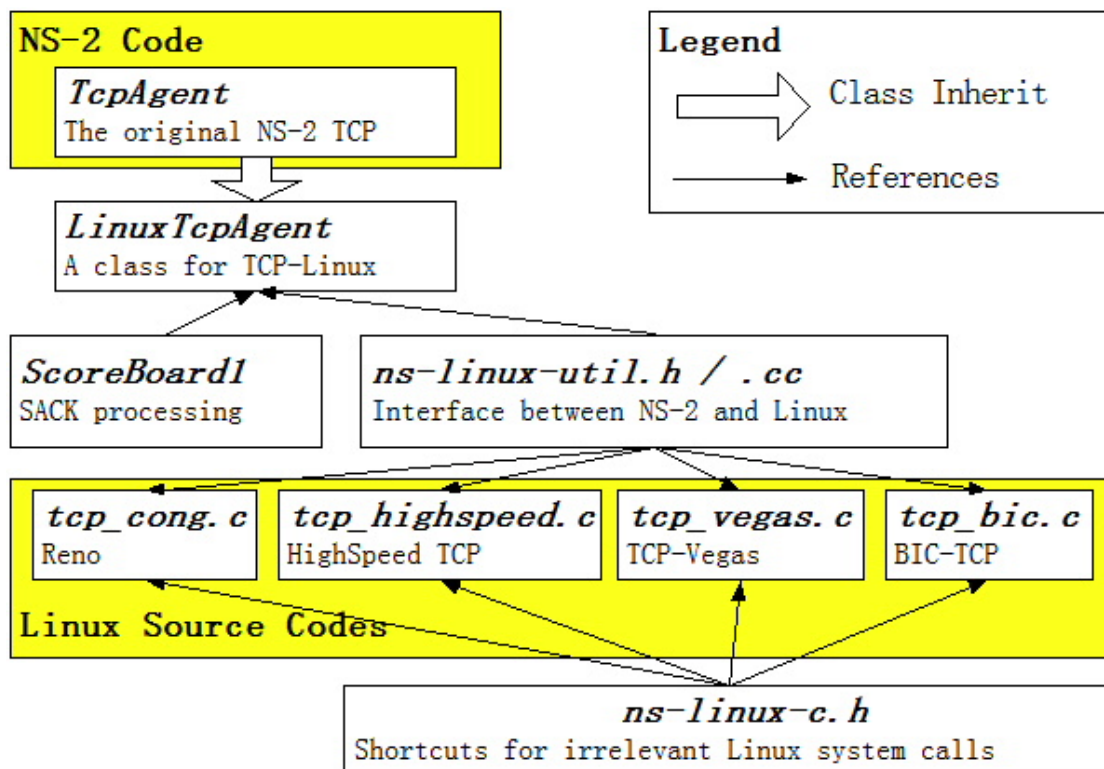 NS-2 Code
TcpAgent
The original NS-2 TCP
Legend
Class Inherit
References
LinuxTcpAgent
A class for TCP-Linux
ScoreBoard1
SACK processing
ns-linux-util.h / .cc
Interface between NS-2 and Linux
tcp_cong.c
Reno
tcp_highspeed.c
HighSpeed TCP
tcp_vegas.c
TCP-Vegas
tcp_bic.c
BIC-TCP
Linux Source Codes
ns-linux-c.h
Shortcuts for irrelevant Linux system calls